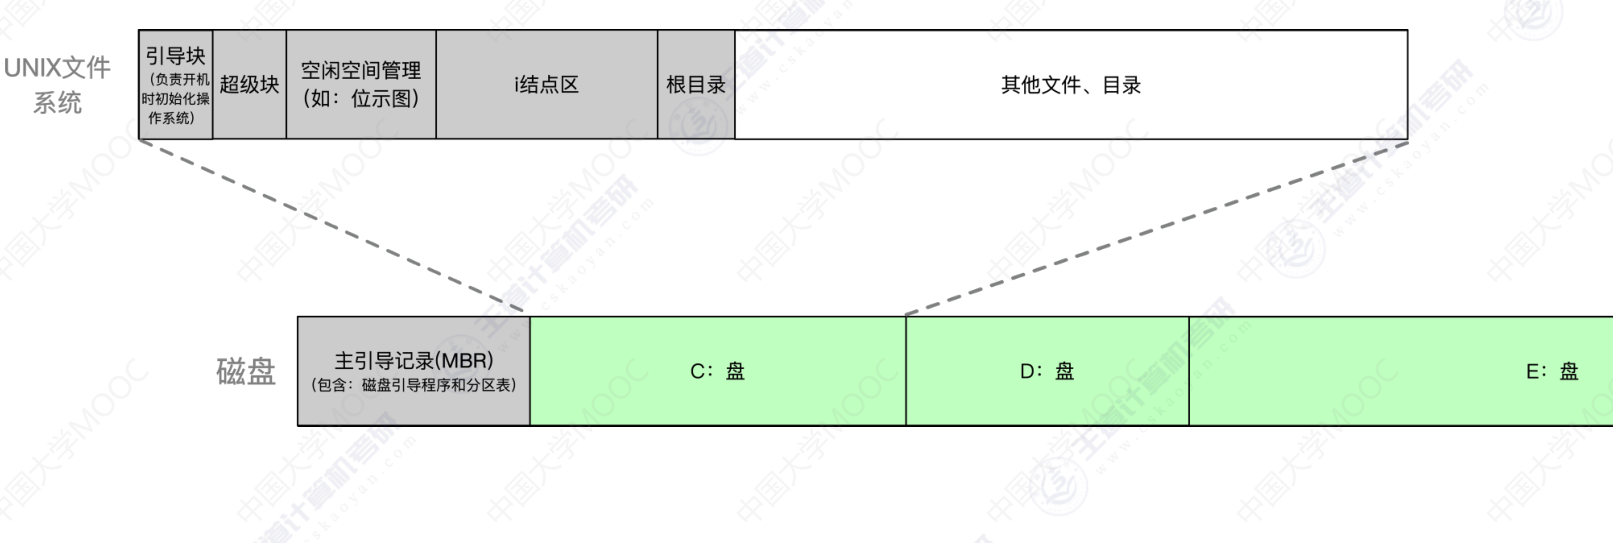 UNIX文件
系统
引导块
（负责开机
时初始化操
作系统）
超级块
空闲空间管理
（如：位示图）
i结点区
根目录
其他文件、目录
磁盘
主引导记录(MBR)
（包含：磁盘引导程序和分区表）
C：盘
D：盘
E：盘
中国大学MOOC
王道计算机考研
www.cskaoyan.com